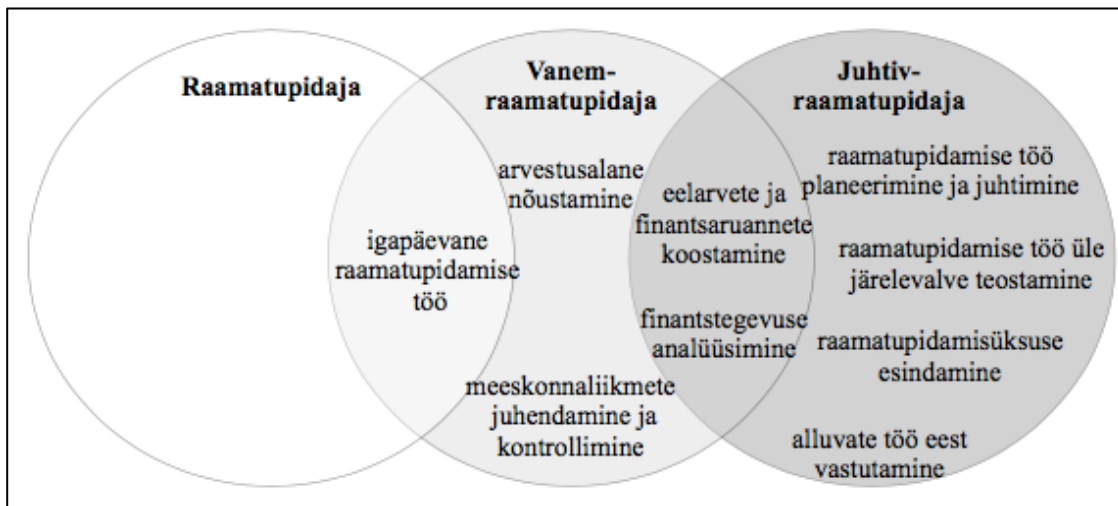 Raamatupidaja
igapäevane
raamatupidamise
töö
Vanem-
raamatupidaja
arvestusalane
nõustamine
meeskonnaliikmete
juhendamine ja
kontrollimine
eelarvete ja
finantsaruannete
koostamine
finantstegevuse
analüüsimine
Juhtiv-
raamatupidaja
raamatupidamise töö
planeerimine ja juhtimine
raamatupidamise töö üle
järelevalve teostamine
raamatupidamisüksuse
esindamine
alluvate töö eest
vastutamine